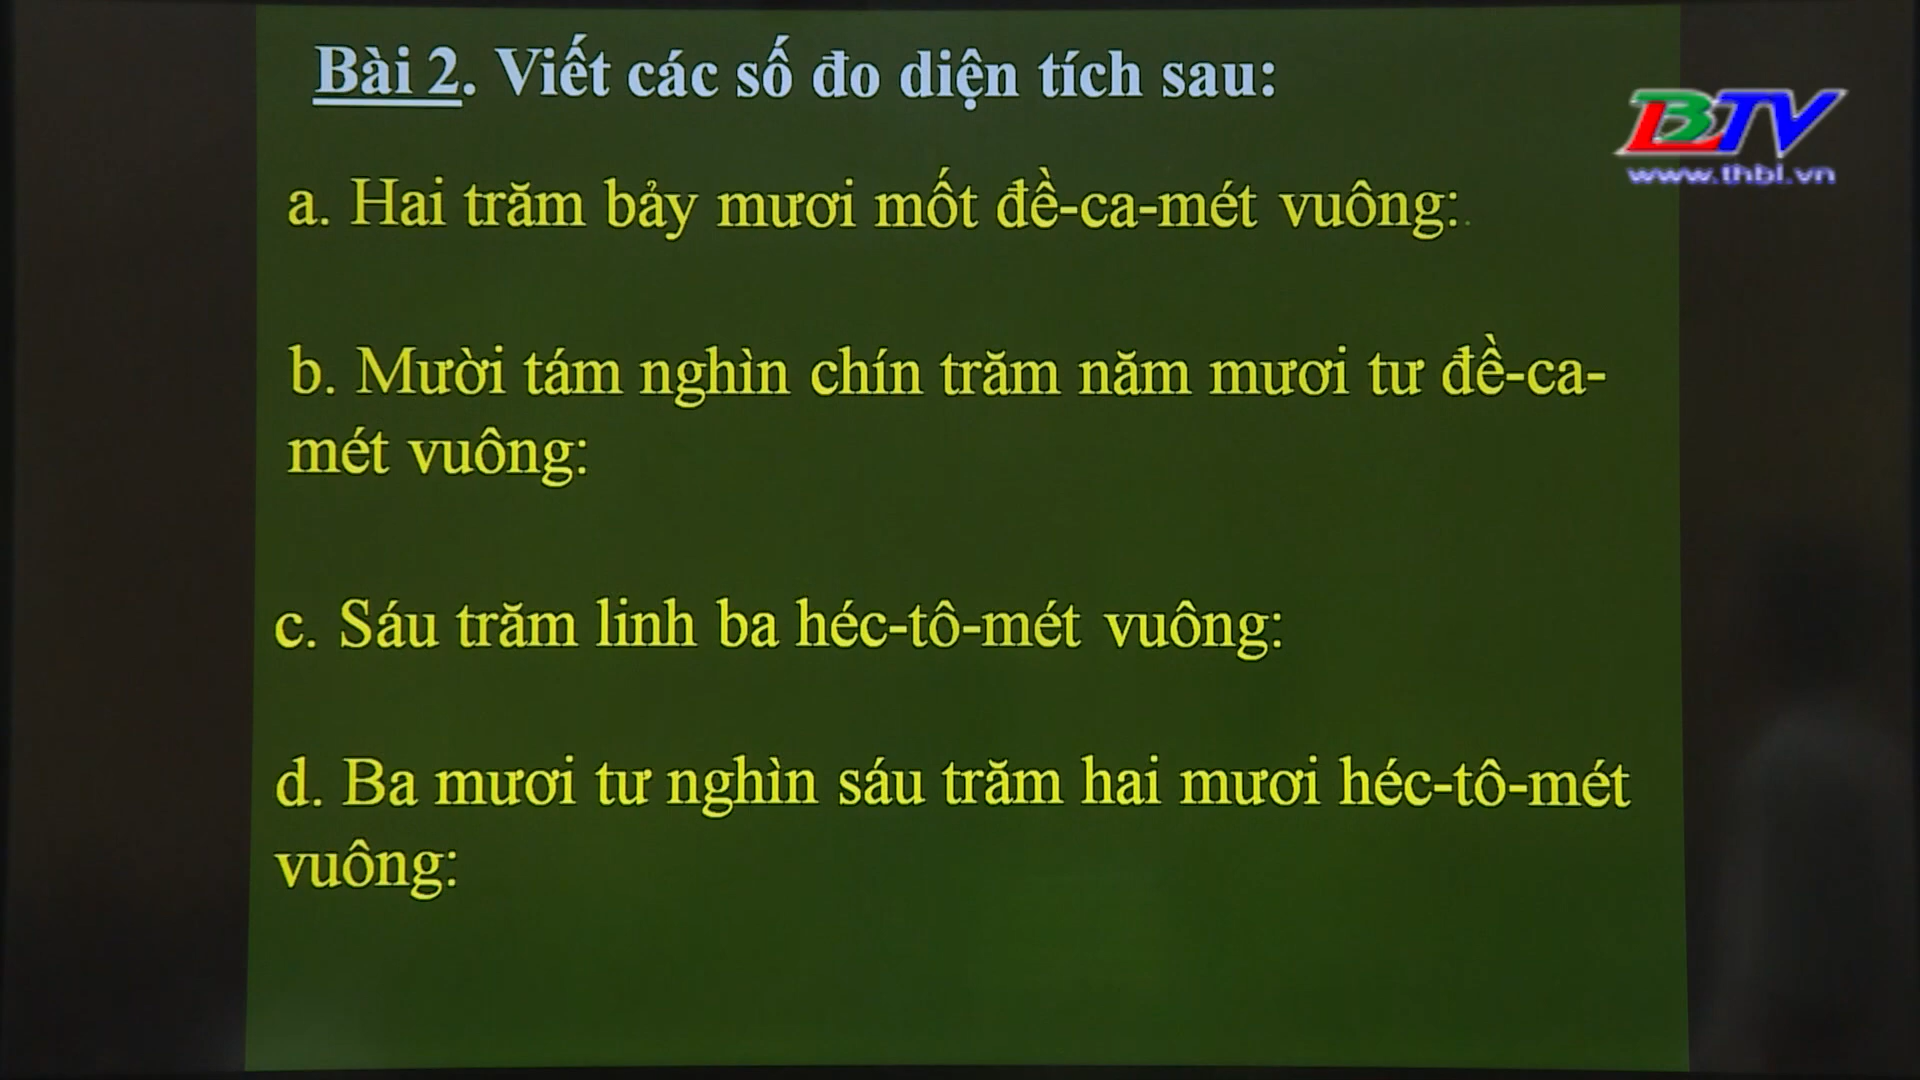 Bài 2. Viết các số đo diện tích sau:
BTV
www.thbl.vn
a. Hai trăm bảy mươi mốt đề-ca-mét vuông:
b. Mười tám nghìn chín trăm năm mươi tư đề-ca-
mét vuông:
c. Sáu trăm linh ba héc-tô-mét vuông:
d. Ba mươi tư nghìn sáu trăm hai mươi héc-tô-mét
vuông: